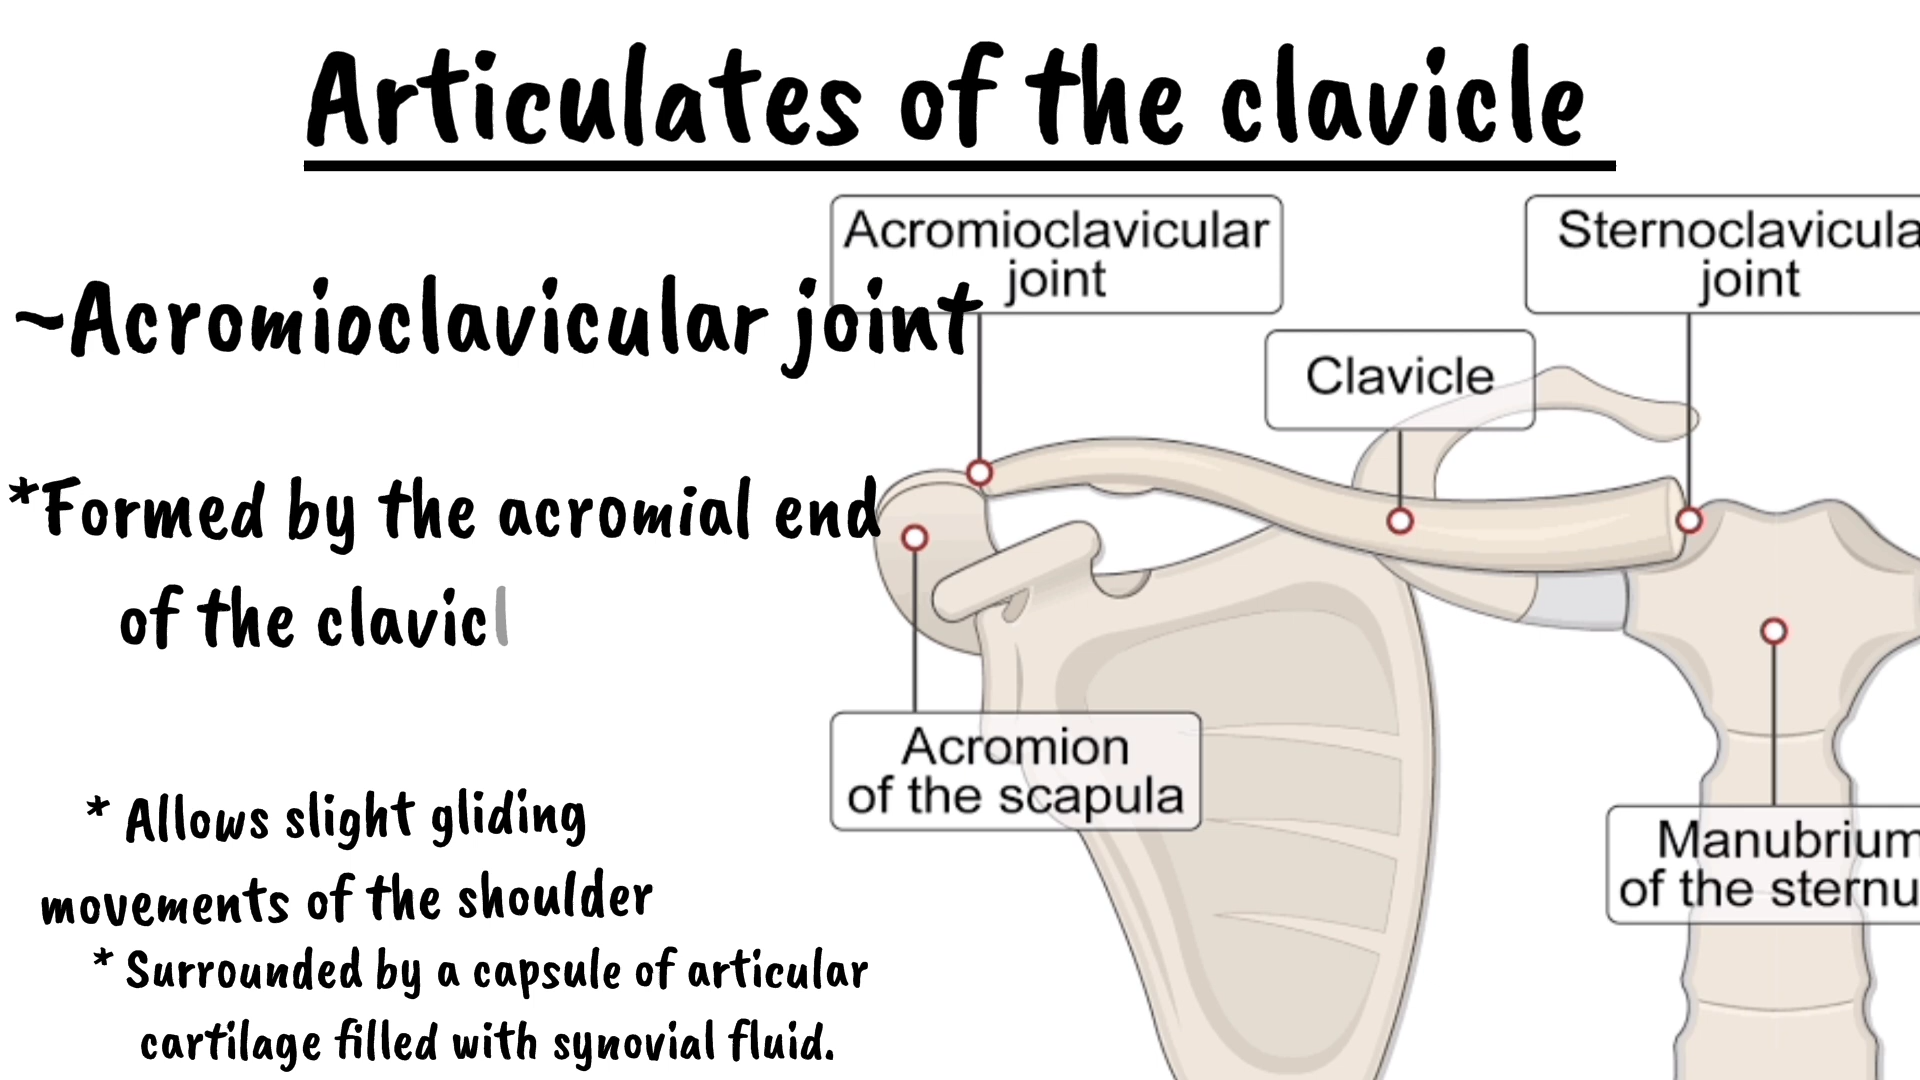 Articulates of the clavicle
~Acromioclavicular joint
*Formed by the acromial end
of the clavicl
* Allows slight gliding
movements of the shoulder
* Surrounded by a capsule of articular
cartilage filled with synovial fluid.
Acromioclavicular
joint
Sternoclavicula
joint
Clavicle
Acromion
of the scapula
Manubrium
of the sternu